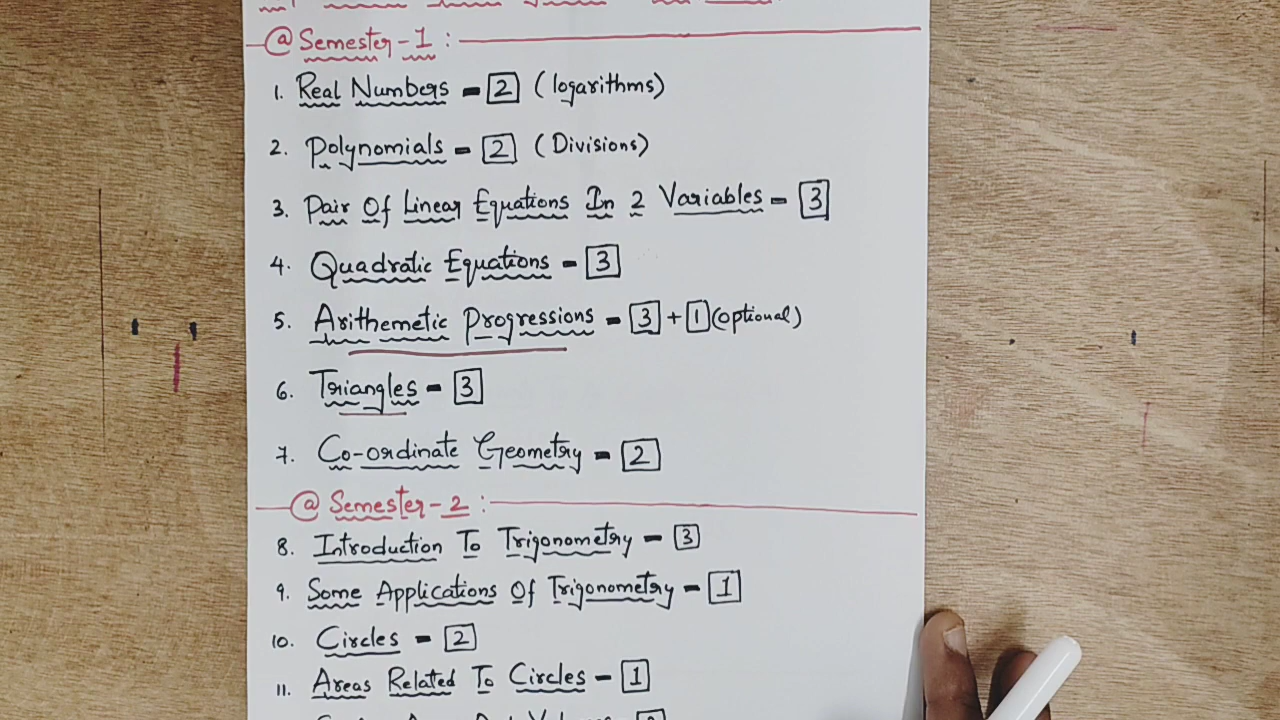 @ Semester-1:
1. Real Numbers - 2 (logarithms)
2. Polynomials - 2 (Divisions)
3. Pair Of Linear Equations In 2 Variables - 3
4. Quadratic Equations - 3
5. Arithemetic Progressions - 3 + 1 (optional)
6. Triangles - 3
7. Co-ordinate Geometry - 2
@ Semester-2:
8. Introduction To Trigonometry - 3
9. Some Applications Of Trigonometry - 1
10. Circles - 2
11. Areas Related To Circles - 1